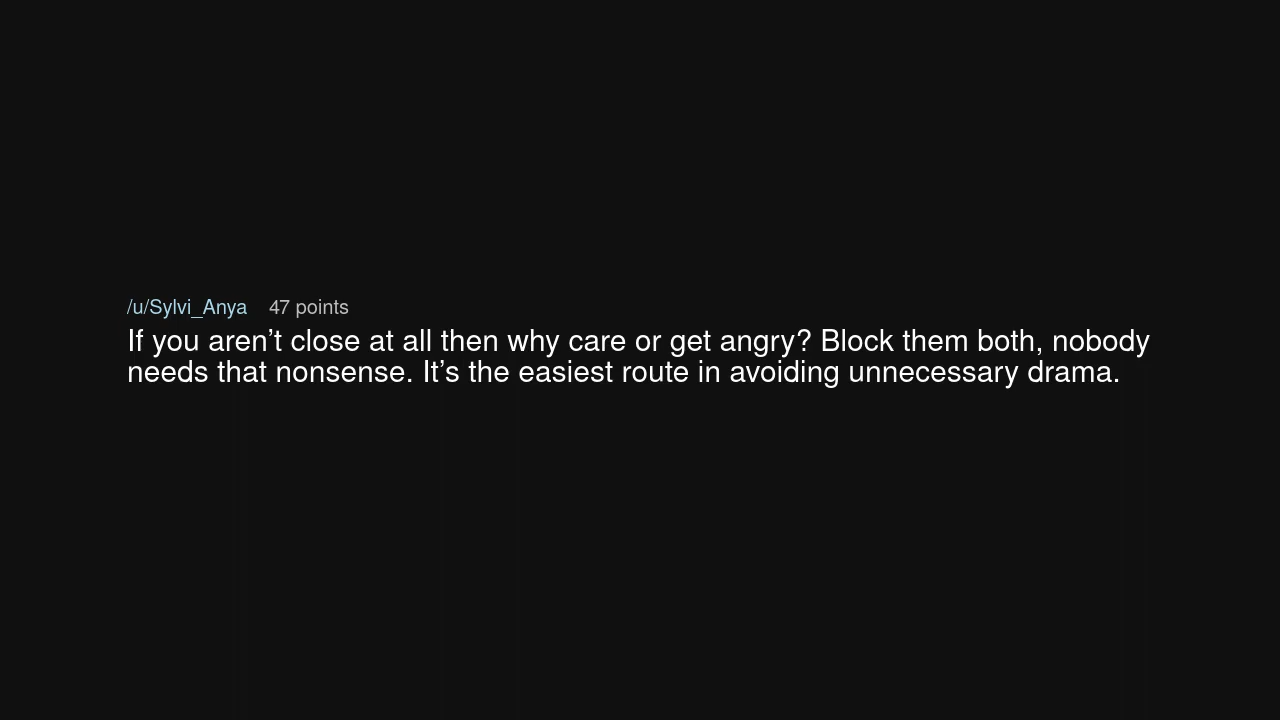 /u/Sylvi_Anya 47 points
If you aren’t close at all then why care or get angry? Block them both, nobody
needs that nonsense. It’s the easiest route in avoiding unnecessary drama.